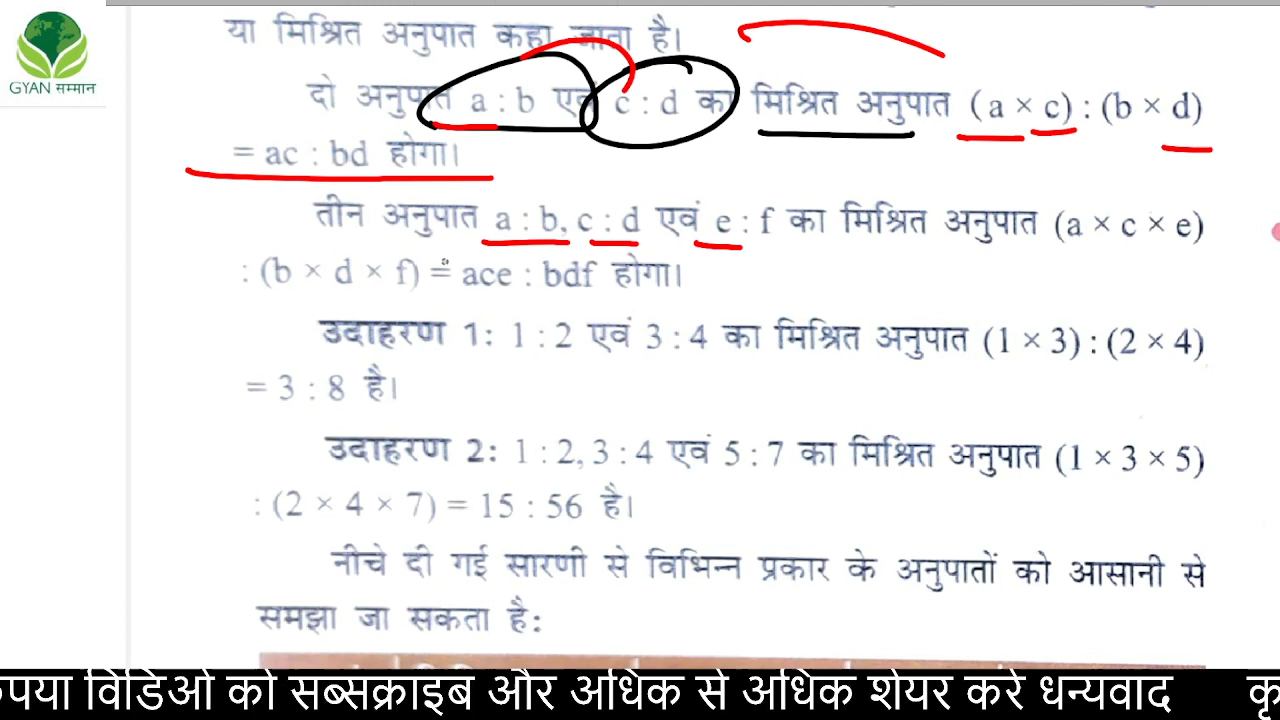 GYAN सम्मान
या मिश्रित अनुपात कहा जाता है।
दो अनुपात a : b एवं c : d का मिश्रित अनुपात (a × c) : (b × d)
= ac : bd होगा।
तीन अनुपात a : b, c : d एवं e : f का मिश्रित अनुपात (a × c × e)
: (b × d × f) = ace : bdf होगा।
उदाहरण 1: 1 : 2 एवं 3 : 4 का मिश्रित अनुपात (1 × 3) : (2 × 4)
= 3 : 8 है।
उदाहरण 2: 1 : 2, 3 : 4 एवं 5 : 7 का मिश्रित अनुपात (1 × 3 × 5)
: (2 × 4 × 7) = 15 : 56 है।
नीचे दी गई सारणी से विभिन्न प्रकार के अनुपातों को आसानी से
समझा जा सकता है:
विडिओ को सब्सक्राइब और अधिक से अधिक शेयर करे धन्यवाद